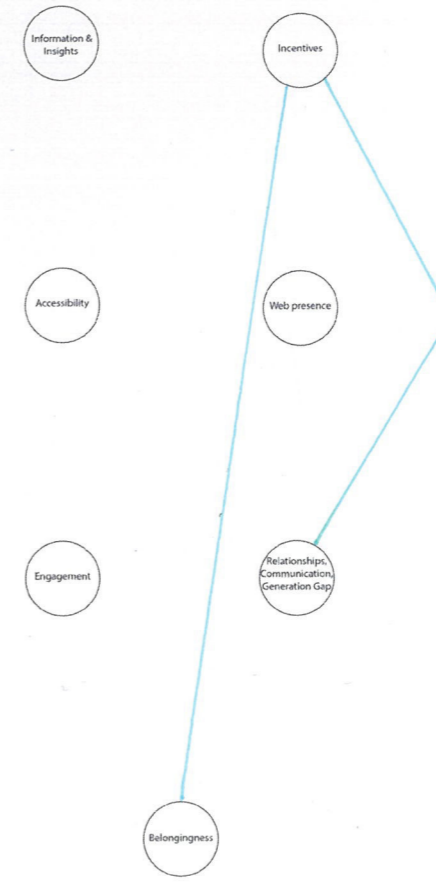 Information &
Insights
Incentives
Accessibility
Web presence
Engagement
Relationships,
Communication,
Generation Gap
Belongingness